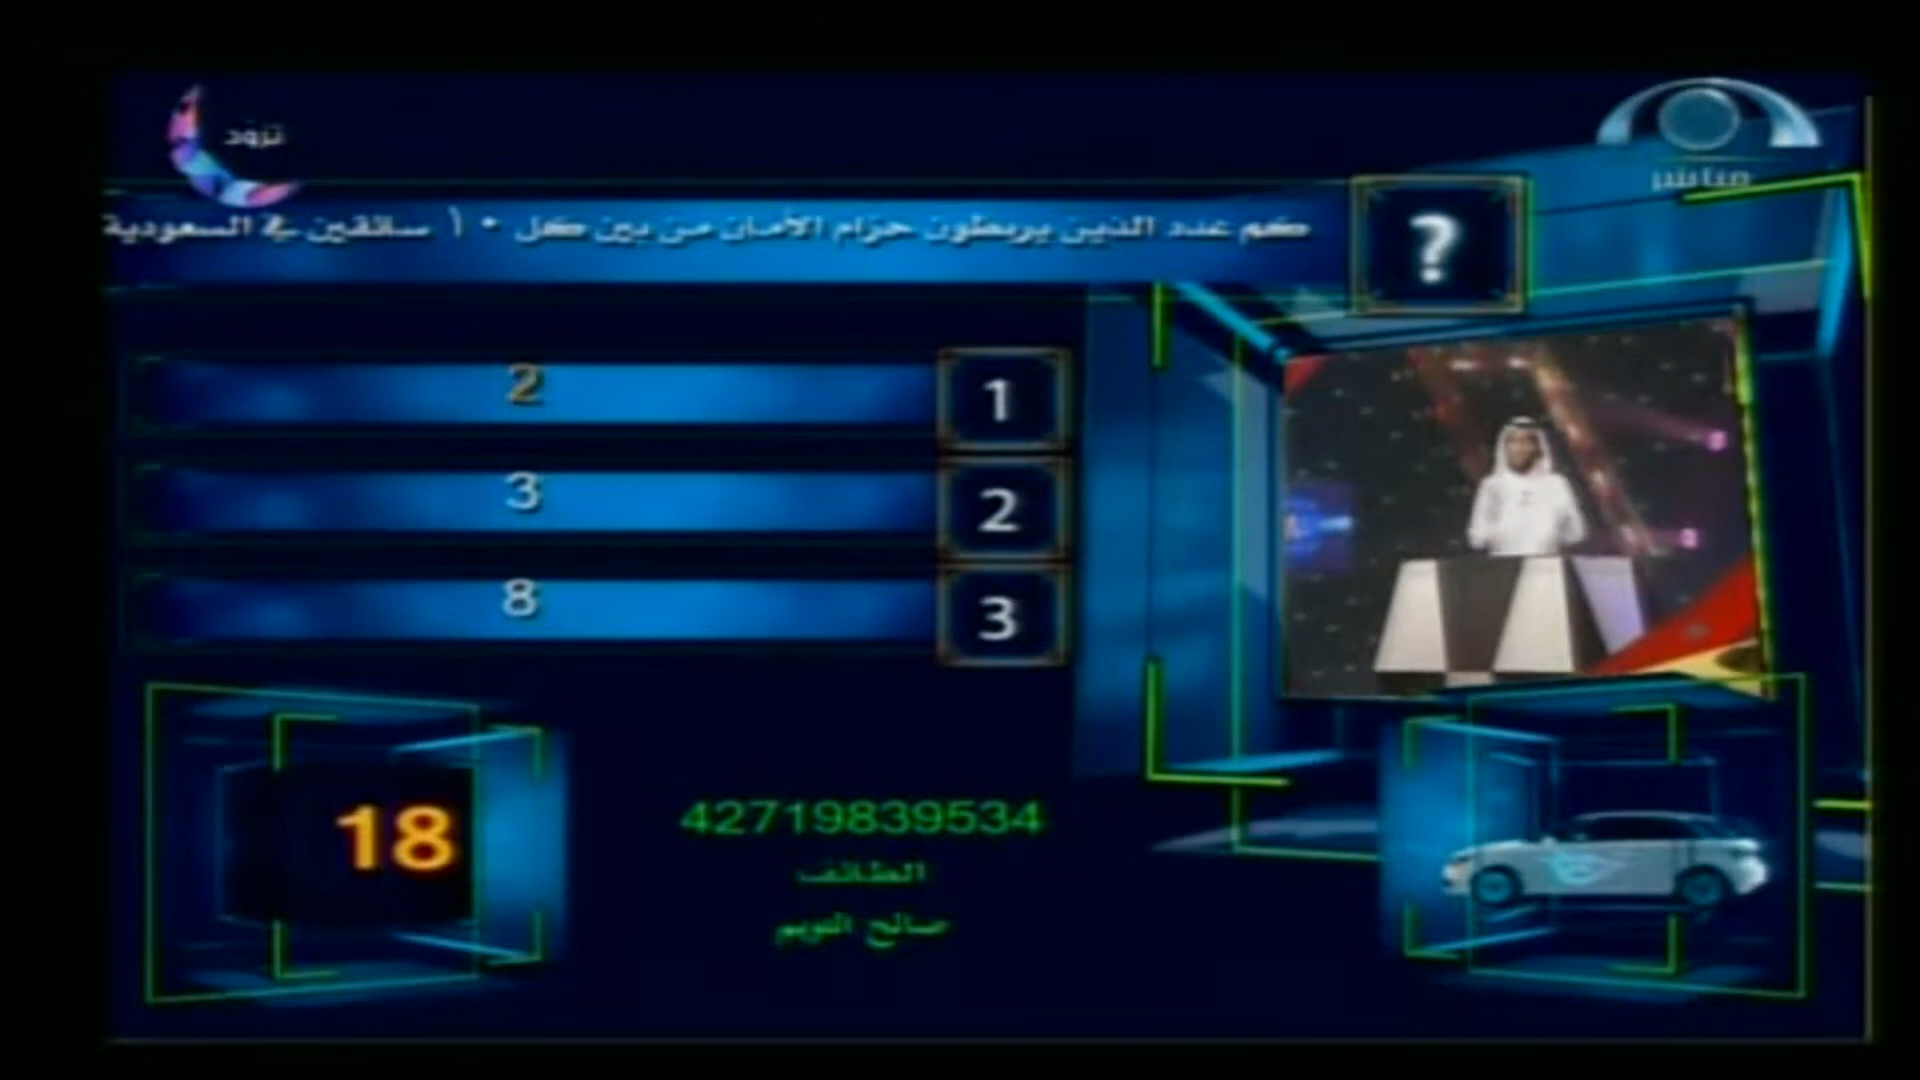 تزود
مباشر
كم عدد الذين يربطون حزام الأمان من بين كل ١٠ سائقين في السعودية
?
1
2
2
3
3
8
18
42719839534
الطائف
صالح